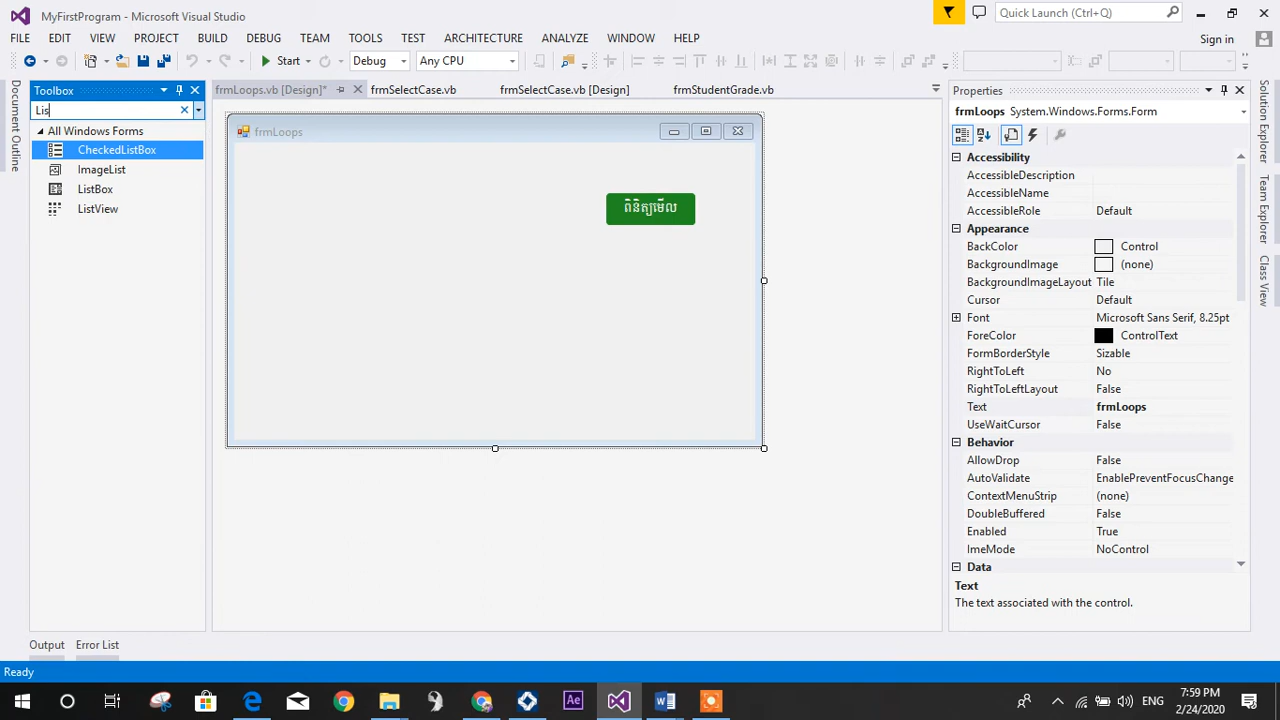 MyFirstProgram - Microsoft Visual Studio
Quick Launch (Ctrl+Q)
FILE EDIT VIEW PROJECT BUILD DEBUG TEAM TOOLS TEST ARCHITECTURE ANALYZE WINDOW HELP
Sign in
Start Debug Any CPU
Document Outline
Toolbox
Lis
All Windows Forms
CheckedListBox
ImageList
ListBox
ListView
frmLoops.vb [Design]* frmSelectCase.vb frmSelectCase.vb [Design] frmStudentGrade.vb
frmLoops
ពិនិត្យមើល
Properties
frmLoops System.Windows.Forms.Form
Accessibility
AccessibleDescription
AccessibleName
AccessibleRole Default
Appearance
BackColor Control
BackgroundImage (none)
BackgroundImageLayout Tile
Cursor Default
Font Microsoft Sans Serif, 8.25pt
ForeColor ControlText
FormBorderStyle Sizable
RightToLeft No
RightToLeftLayout False
Text frmLoops
UseWaitCursor False
Behavior
AllowDrop False
AutoValidate EnablePreventFocusChange
ContextMenuStrip (none)
DoubleBuffered False
Enabled True
ImeMode NoControl
Data
Text
The text associated with the control.
Solution Explorer
Team Explorer
Class View
Output Error List
Ready
Ae
ENG
7:59 PM
2/24/2020